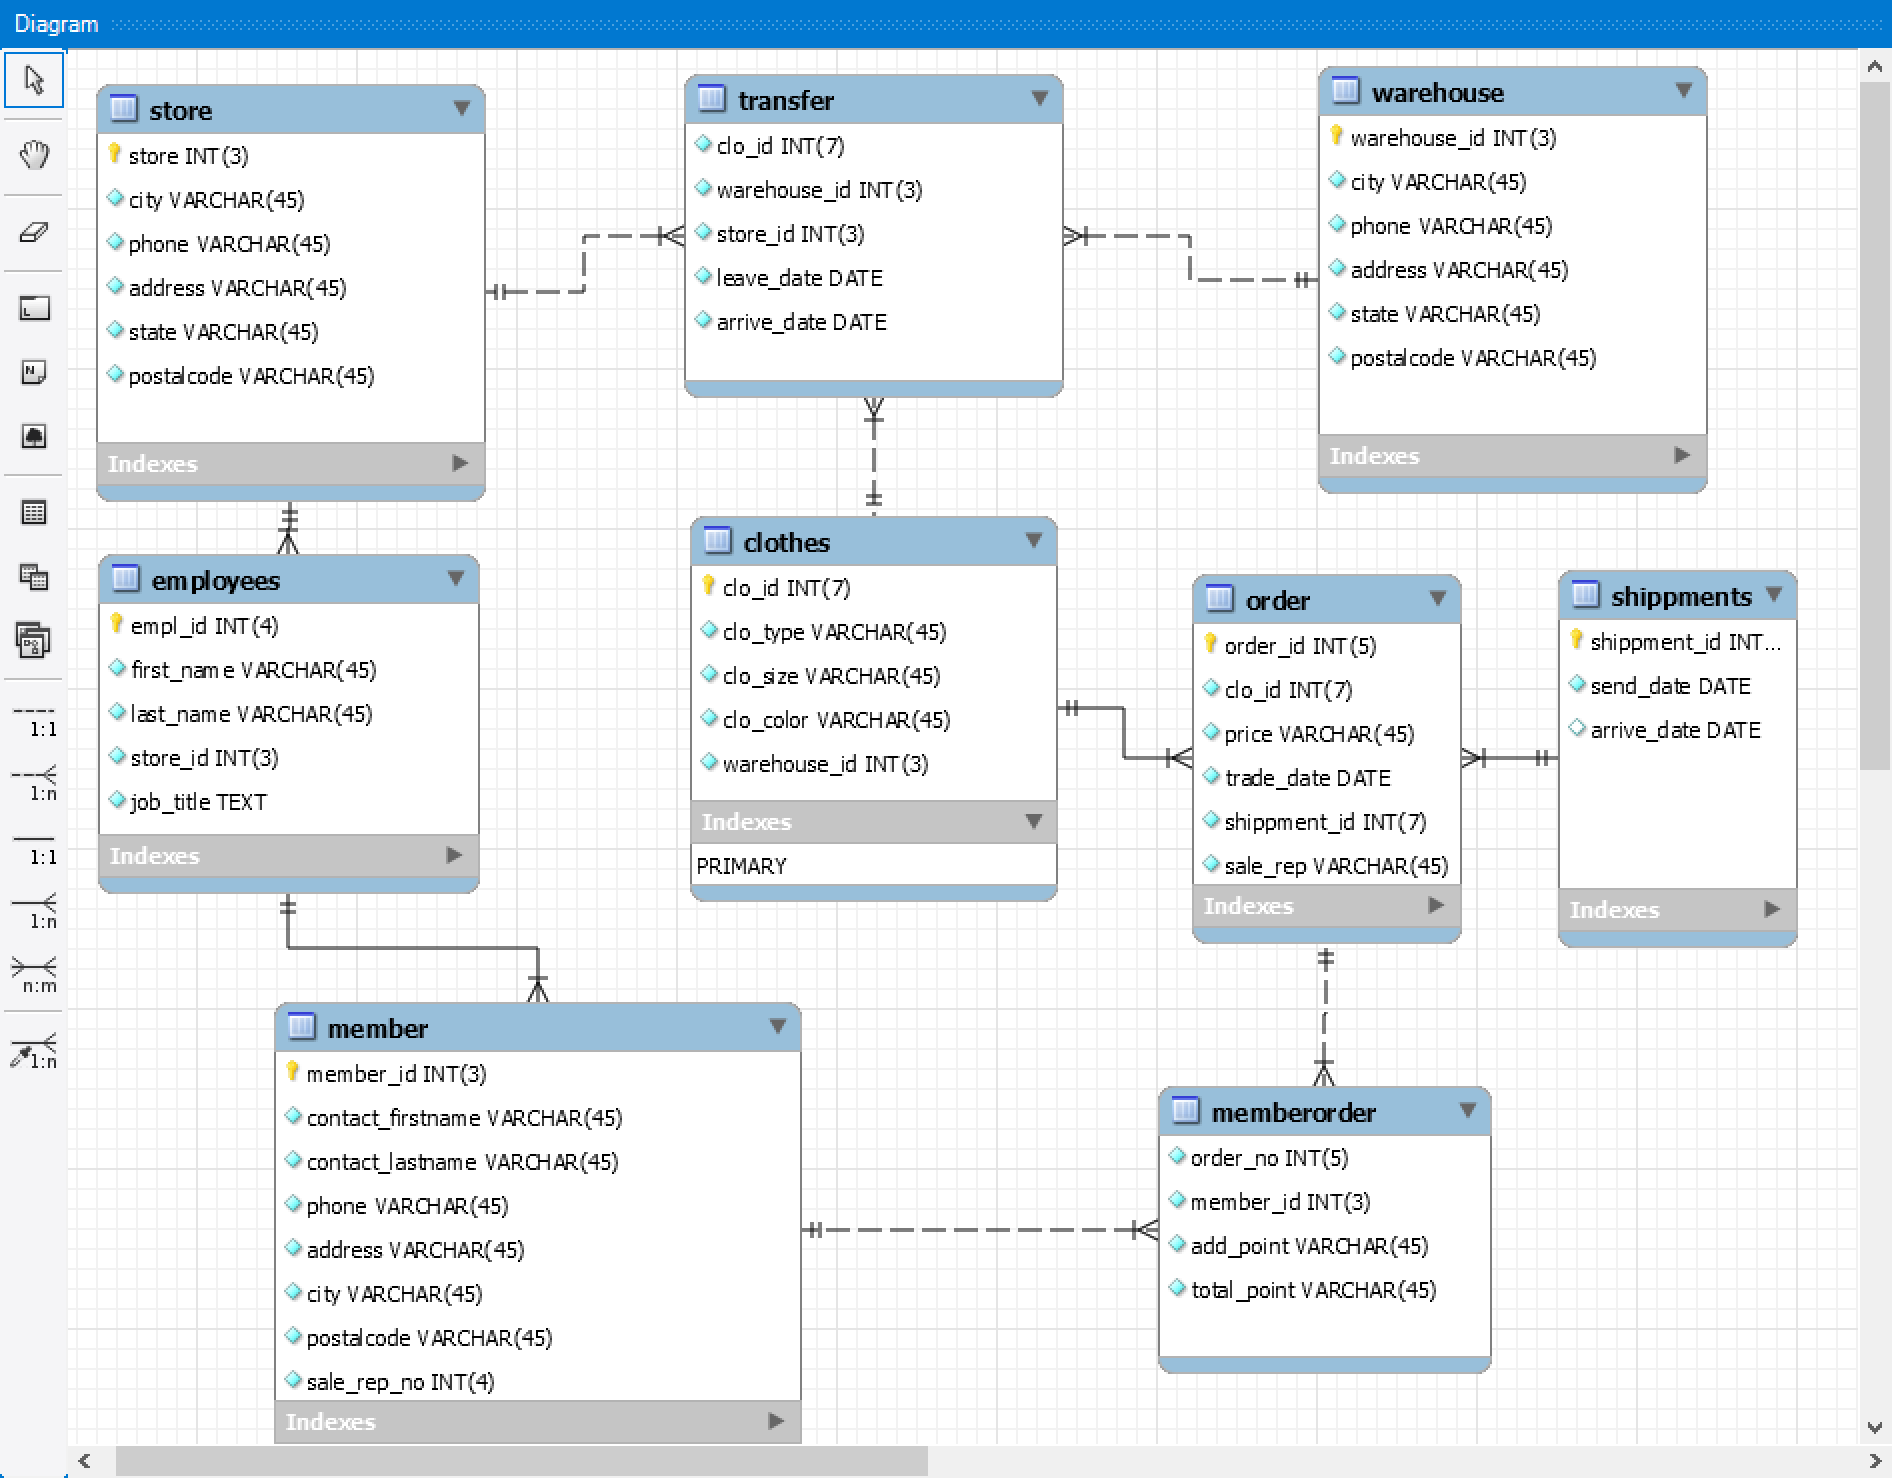 Diagram
store
store INT(3)
city VARCHAR(45)
phone VARCHAR(45)
address VARCHAR(45)
state VARCHAR(45)
postalcode VARCHAR(45)
Indexes
transfer
clo_id INT(7)
warehouse_id INT(3)
store_id INT(3)
leave_date DATE
arrive_date DATE
warehouse
warehouse_id INT(3)
city VARCHAR(45)
phone VARCHAR(45)
address VARCHAR(45)
state VARCHAR(45)
postalcode VARCHAR(45)
Indexes
employees
empl_id INT(4)
first_name VARCHAR(45)
last_name VARCHAR(45)
store_id INT(3)
job_title TEXT
Indexes
clothes
clo_id INT(7)
clo_type VARCHAR(45)
clo_size VARCHAR(45)
clo_color VARCHAR(45)
warehouse_id INT(3)
Indexes
PRIMARY
order
order_id INT(5)
clo_id INT(7)
price VARCHAR(45)
trade_date DATE
shippment_id INT(7)
sale_rep VARCHAR(45)
Indexes
shippments
shippment_id INT...
send_date DATE
arrive_date DATE
Indexes
member
member_id INT(3)
contact_firstname VARCHAR(45)
contact_lastname VARCHAR(45)
phone VARCHAR(45)
address VARCHAR(45)
city VARCHAR(45)
postalcode VARCHAR(45)
sale_rep_no INT(4)
Indexes
memberorder
order_no INT(5)
member_id INT(3)
add_point VARCHAR(45)
total_point VARCHAR(45)
1:1
1:n
1:1
1:n
n:m
1:n